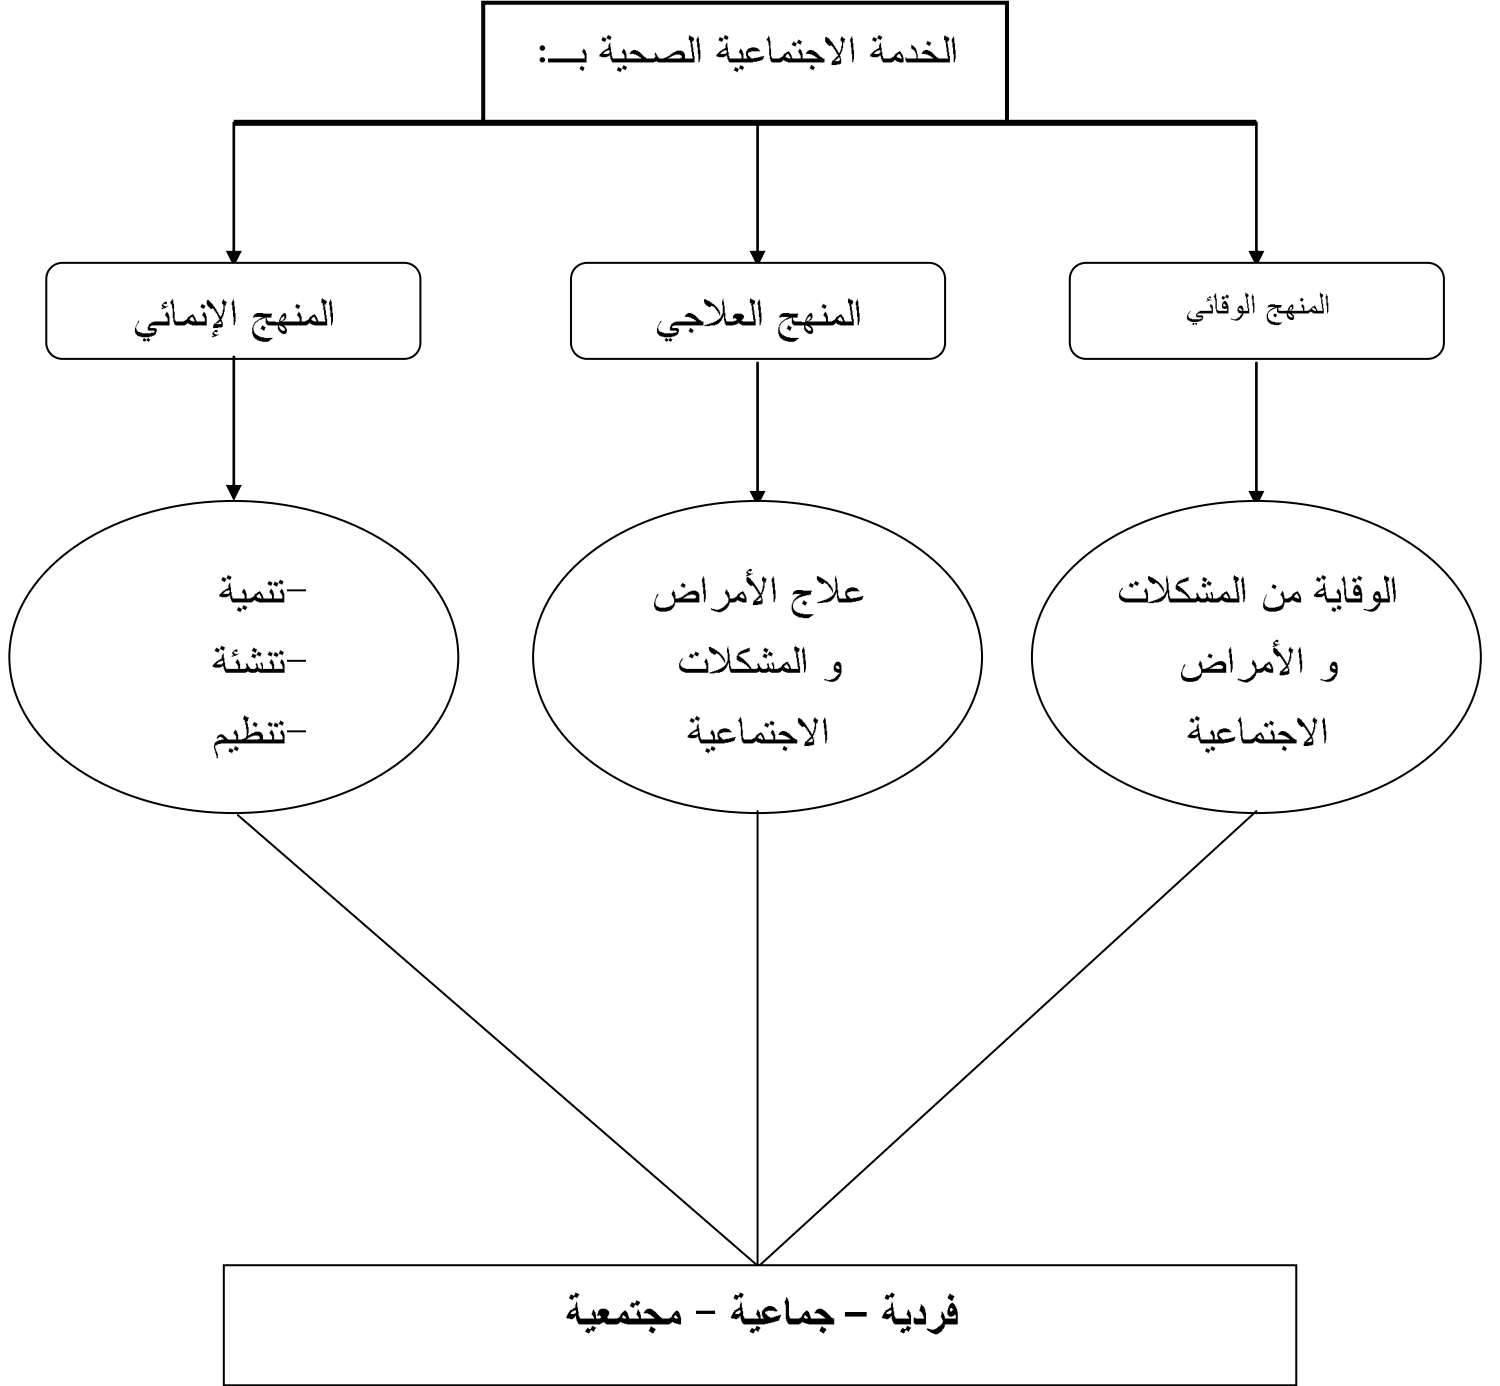 الخدمة الاجتماعية الصحية بــ:
المنهج الوقائي
المنهج العلاجي
المنهج الإنمائي
الوقاية من المشكلات
و الأمراض
الاجتماعية
علاج الأمراض
و المشكلات
الاجتماعية
-تنمية
-تنشئة
-تنظيم
فردية – جماعية - مجتمعية